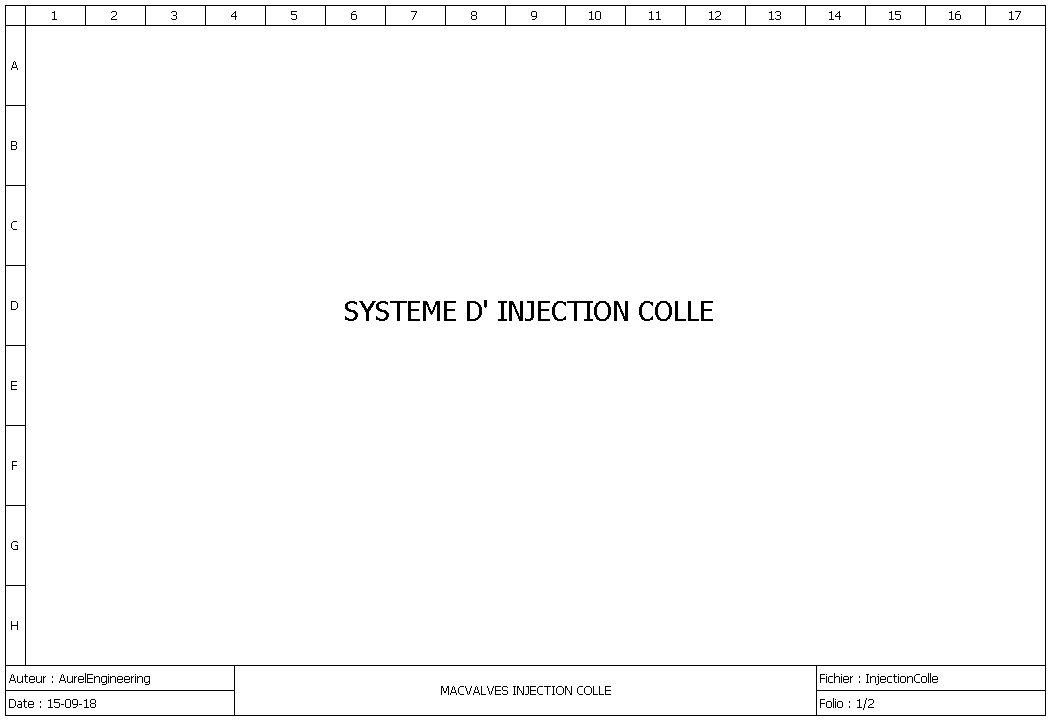 1 2 3 4 5 6 7 8 9 10 11 12 13 14 15 16 17
A
B
C
D
SYSTEME D' INJECTION COLLE
E
F
G
H
Auteur : AurelEngineering
Date : 15-09-18
MACVALVES INJECTION COLLE
Fichier : InjectionColle
Folio : 1/2